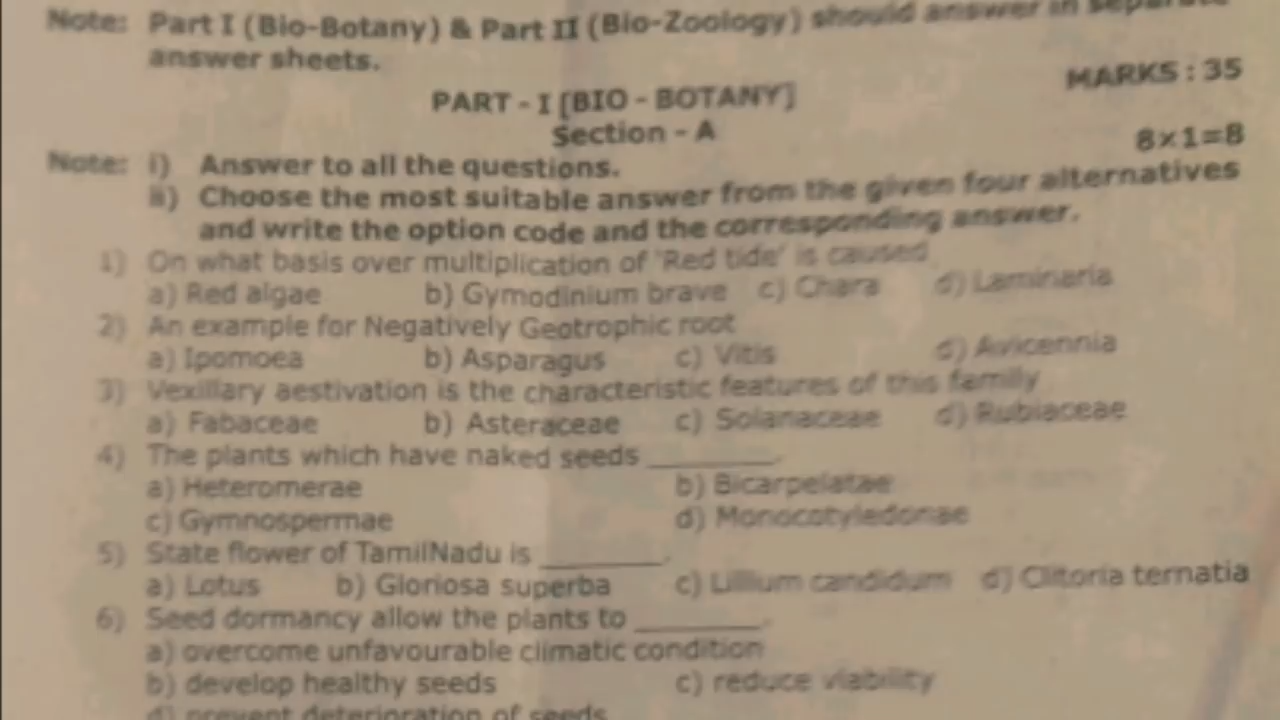 Note: Part I (Bio-Botany) & Part II (Bio-Zoology) should answer in separate
answer sheets.
MARKS : 35
PART - I [BIO - BOTANY]
Section - A
8×1=8
Note: i) Answer to all the questions.
ii) Choose the most suitable answer from the given four alternatives
and write the option code and the corresponding answer.
1) On what basis over multiplication of 'Red tide' is caused
a) Red algae b) Gymodinium brave c) Chara d) Laminaria
2) An example for Negatively Geotrophic root
a) Ipomoea b) Asparagus c) Vitis d) Avicennia
3) Vexillary aestivation is the characteristic features of this family
a) Fabaceae b) Asteraceae c) Solanaceae d) Rubiaceae
4) The plants which have naked seeds ________.
a) Heteromerae b) Bicarpelatae
c) Gymnospermae d) Monocotyledonae
5) State flower of TamilNadu is ________.
a) Lotus b) Gloriosa superba c) Lillium candidum d) Clitoria ternatia
6) Seed dormancy allow the plants to ________.
a) overcome unfavourable climatic condition
b) develop healthy seeds c) reduce viability
d) prevent deterioration of seeds